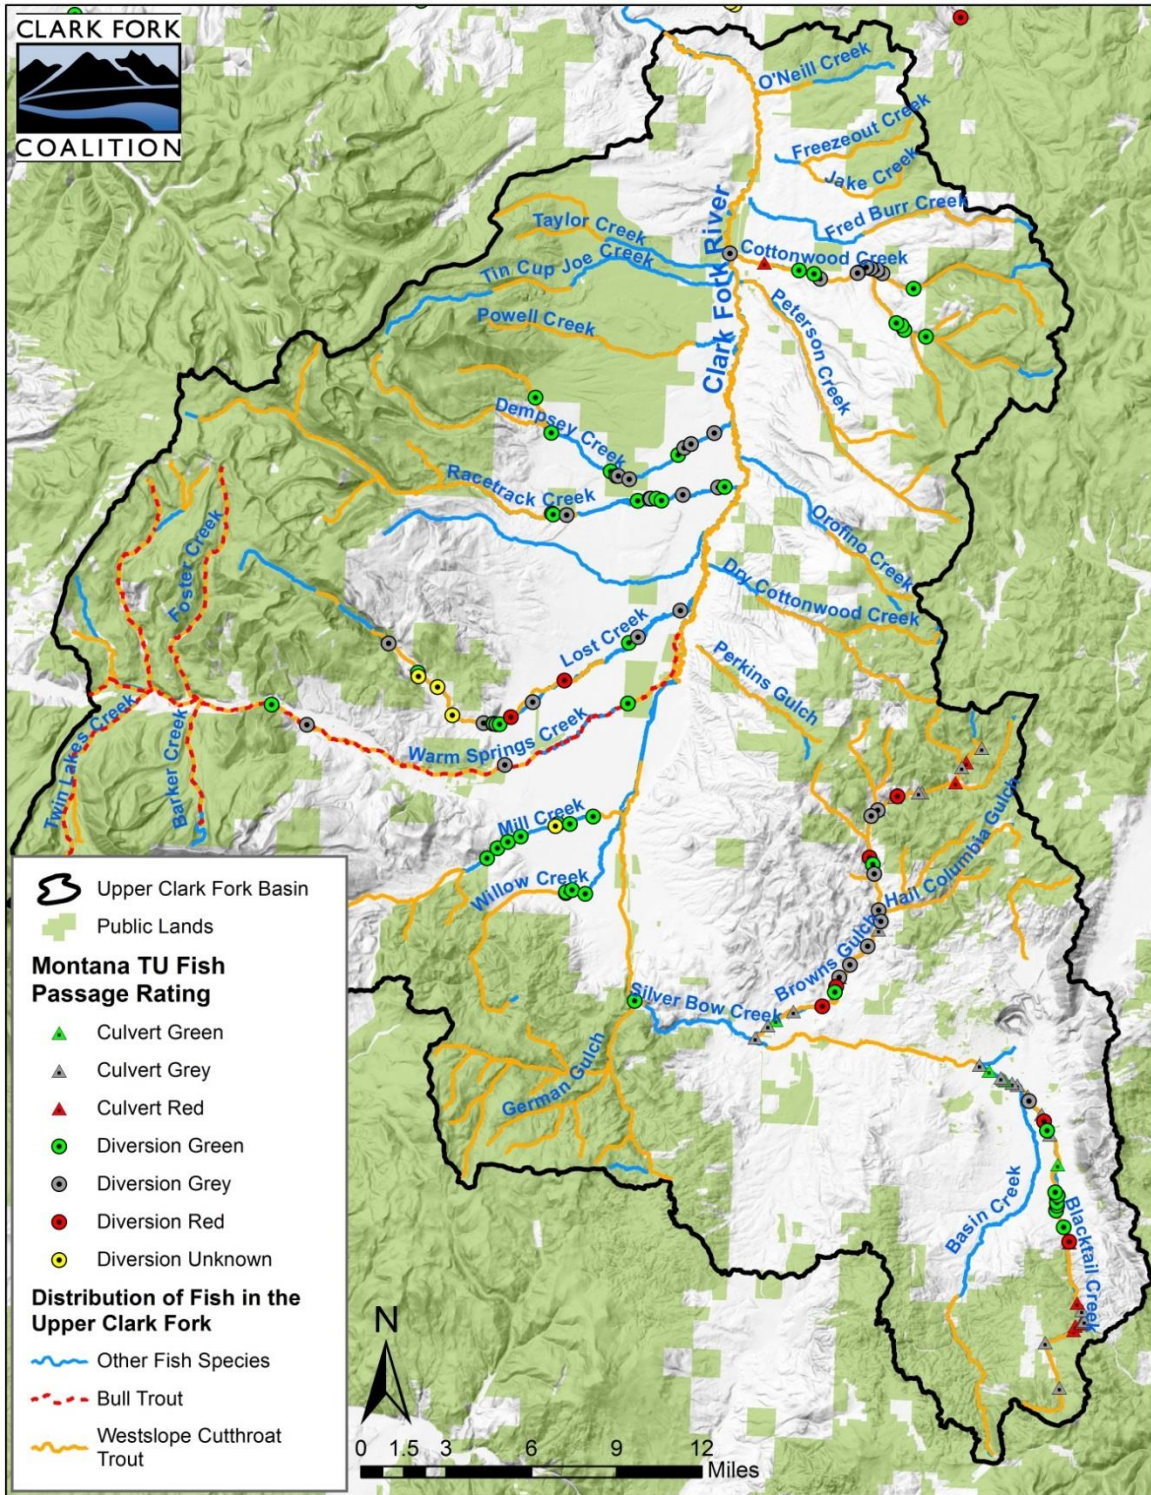 CLARK FORK
COALITION
O'Neill Creek
Freezeout Creek
Jake Creek
Fred Burr Creek
Taylor Creek
Cottonwood Creek
Tin Cup Joe Creek
Clark Fork River
Powell Creek
Peterson Creek
Dempsey Creek
Racetrack Creek
Orofino Creek
Foster Creek
Dry Cottonwood Creek
Lost Creek
Perkins Gulch
Warm Springs Creek
Twin Lakes Creek
Barker Creek
Mill Creek
Hail Columbia Gulch
Willow Creek
Browns Gulch
Silver Bow Creek
German Gulch
Basin Creek
Blacktail Creek
Upper Clark Fork Basin
Public Lands
Montana TU Fish
Passage Rating
Culvert Green
Culvert Grey
Culvert Red
Diversion Green
Diversion Grey
Diversion Red
Diversion Unknown
Distribution of Fish in the
Upper Clark Fork
Other Fish Species
Bull Trout
Westslope Cutthroat
Trout
N
0 1.5 3 6 9 12
Miles